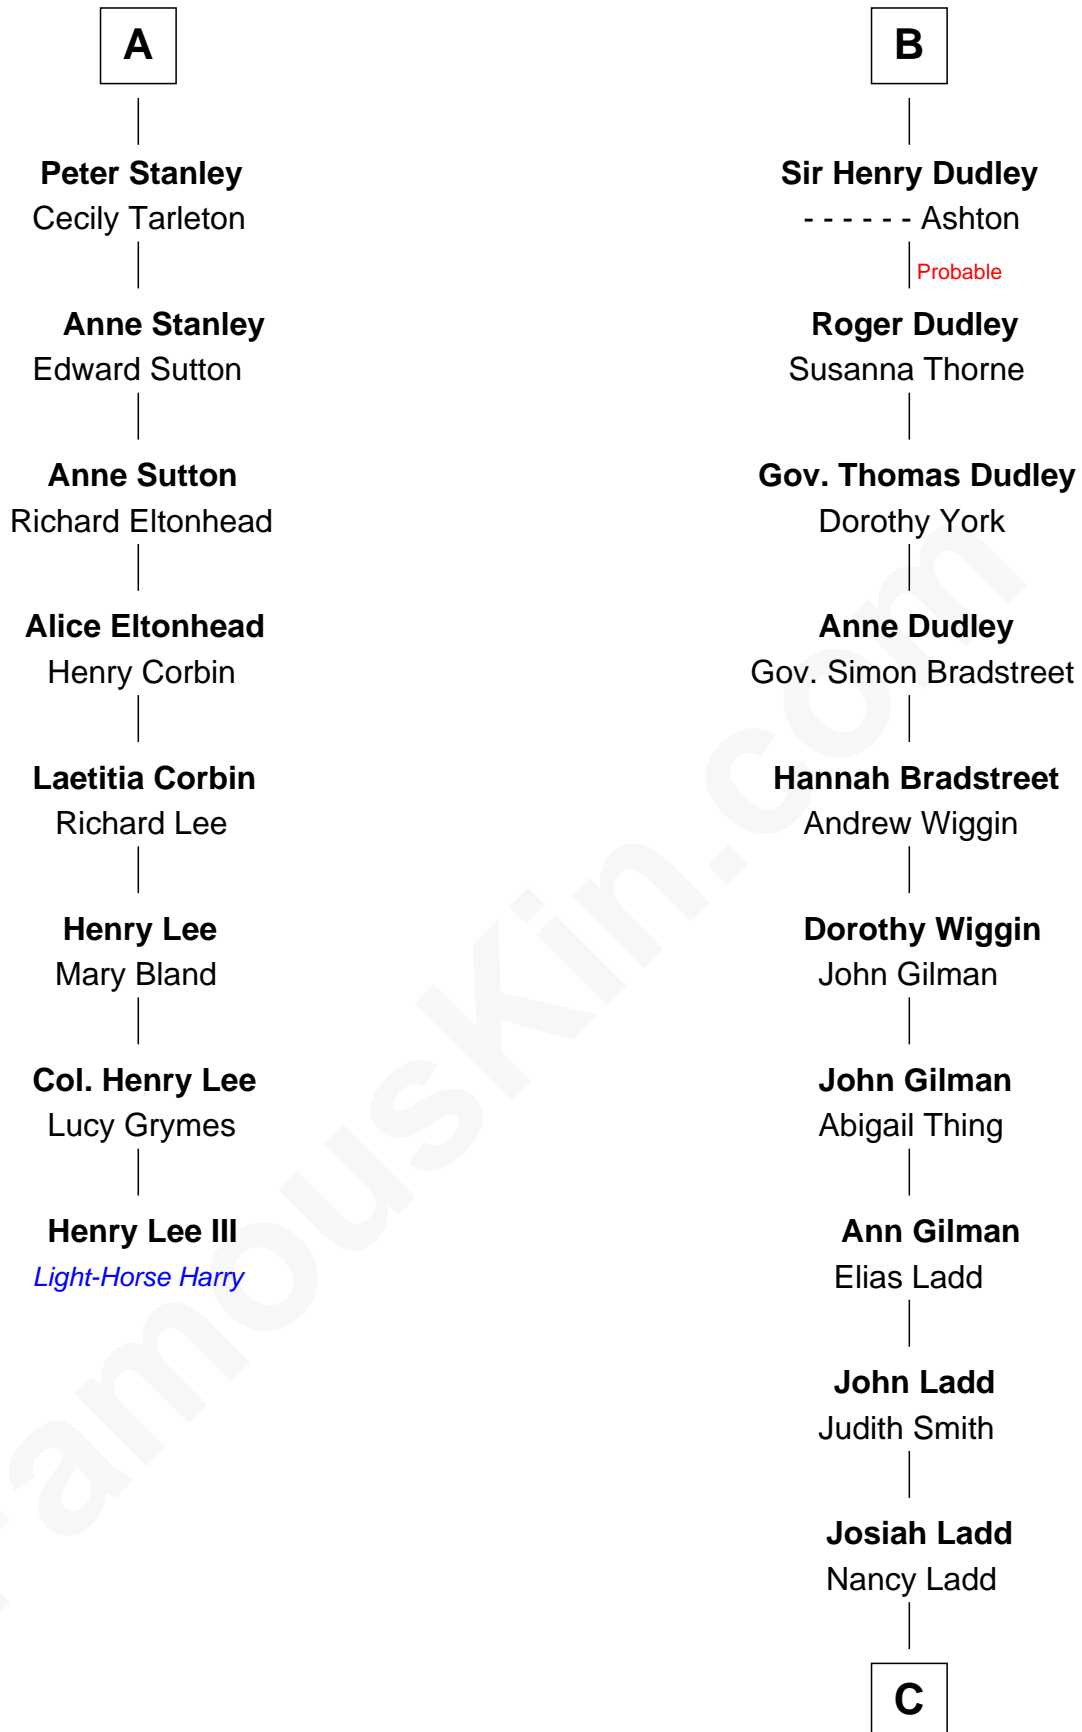 A
Peter Stanley
Cecily Tarleton
Anne Stanley
Edward Sutton
Anne Sutton
Richard Eltonhead
Alice Eltonhead
Henry Corbin
Laetitia Corbin
Richard Lee
Henry Lee
Mary Bland
Col. Henry Lee
Lucy Grymes
Henry Lee III
Light-Horse Harry
B
Sir Henry Dudley
- - - - - - Ashton
Probable
Roger Dudley
Susanna Thorne
Gov. Thomas Dudley
Dorothy York
Anne Dudley
Gov. Simon Bradstreet
Hannah Bradstreet
Andrew Wiggin
Dorothy Wiggin
John Gilman
John Gilman
Abigail Thing
Ann Gilman
Elias Ladd
John Ladd
Judith Smith
Josiah Ladd
Nancy Ladd
C
FamousKin.com